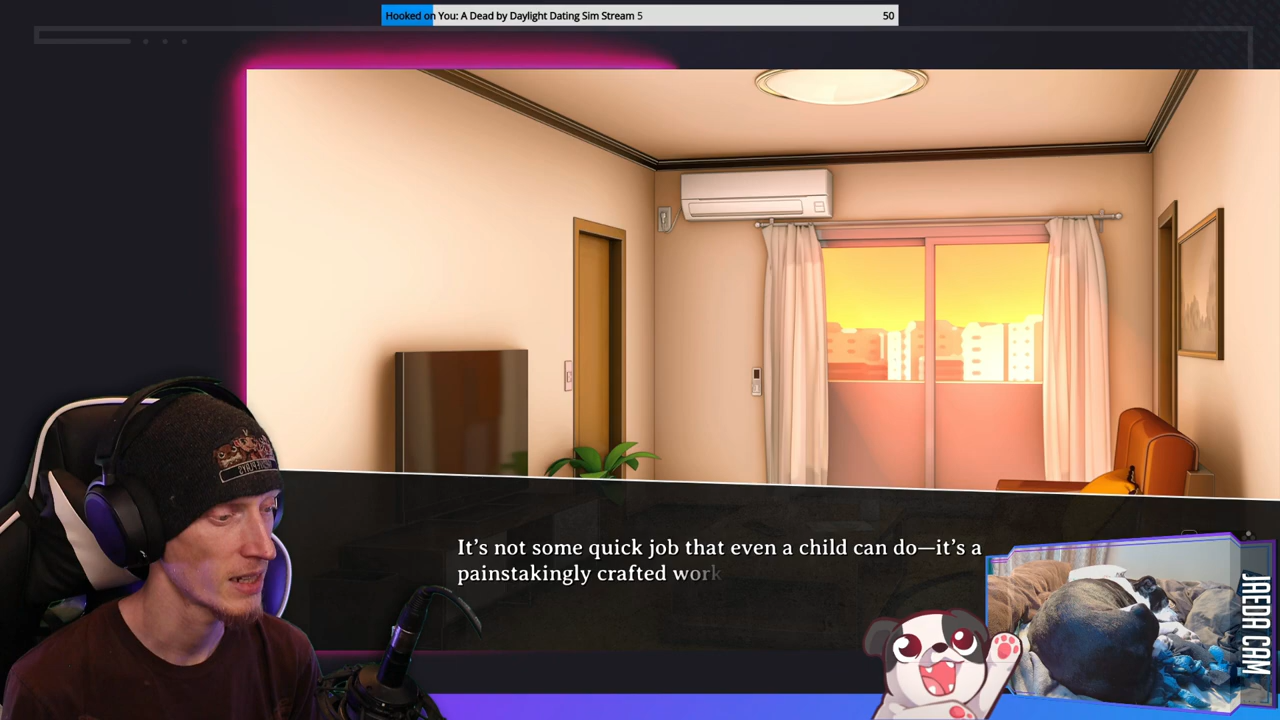 Hooked on You: A Dead by Daylight Dating Sim Stream 5 50
It’s not some quick job that even a child can do—it’s a
painstakingly crafted work
JAEDA CAM